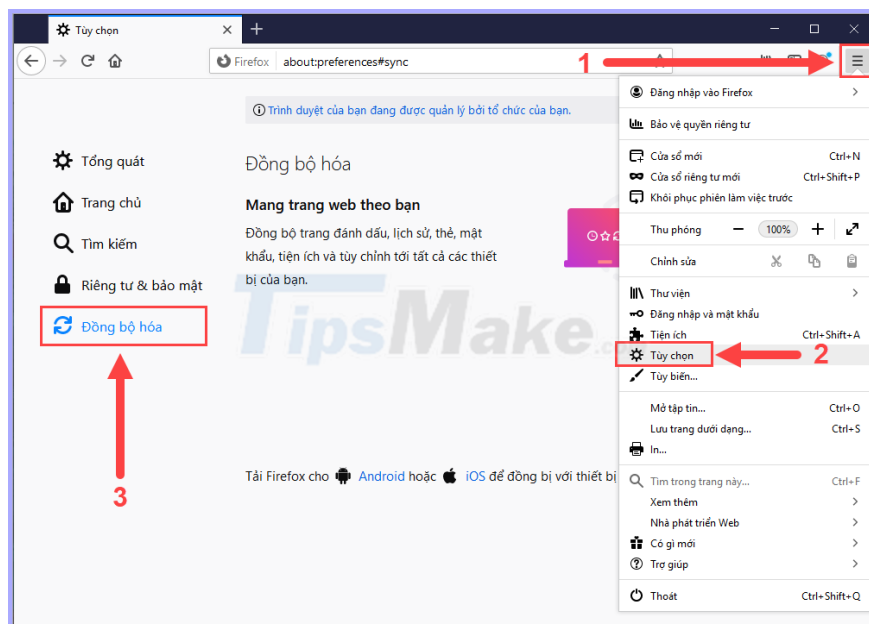 Tùy chọn
Firefox about:preferences#sync
1
Trình duyệt của bạn đang được quản lý bởi tổ chức của bạn.
Tổng quát
Trang chủ
Tìm kiếm
Riêng tư & bảo mật
Đồng bộ hóa
3
Đồng bộ hóa
Mang trang web theo bạn
Đồng bộ trang đánh dấu, lịch sử, thẻ, mật
khẩu, tiện ích và tùy chỉnh tới tất cả các thiết
bị của bạn.
TipsMake.com
Tải Firefox cho Android hoặc iOS để đồng bị với thiết bị
Đăng nhập vào Firefox
Bảo vệ quyền riêng tư
Cửa sổ mới Ctrl+N
Cửa sổ riêng tư mới Ctrl+Shift+P
Khôi phục phiên làm việc trước
Thu phóng 100%
Chỉnh sửa
Thư viện
Đăng nhập và mật khẩu
Tiện ích Ctrl+Shift+A
Tùy chọn 2
Tùy biến...
Mở tập tin... Ctrl+O
Lưu trang dưới dạng... Ctrl+S
In...
Tìm trong trang này... Ctrl+F
Xem thêm
Nhà phát triển Web
Có gì mới
Trợ giúp
Thoát Ctrl+Shift+Q